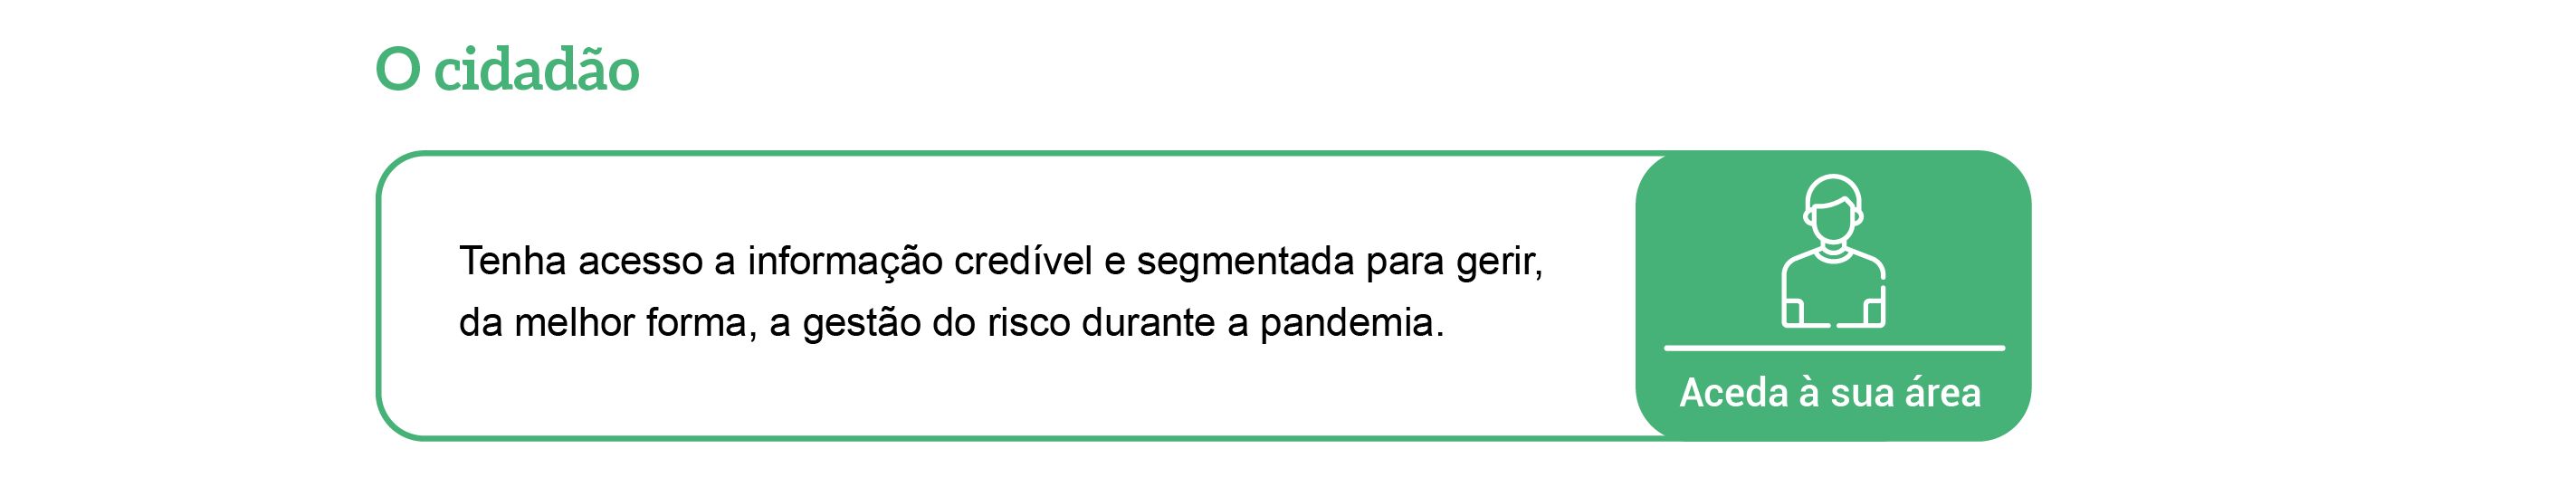 O cidadão
Tenha acesso a informação credível e segmentada para gerir,
da melhor forma, a gestão do risco durante a pandemia.
Aceda à sua área